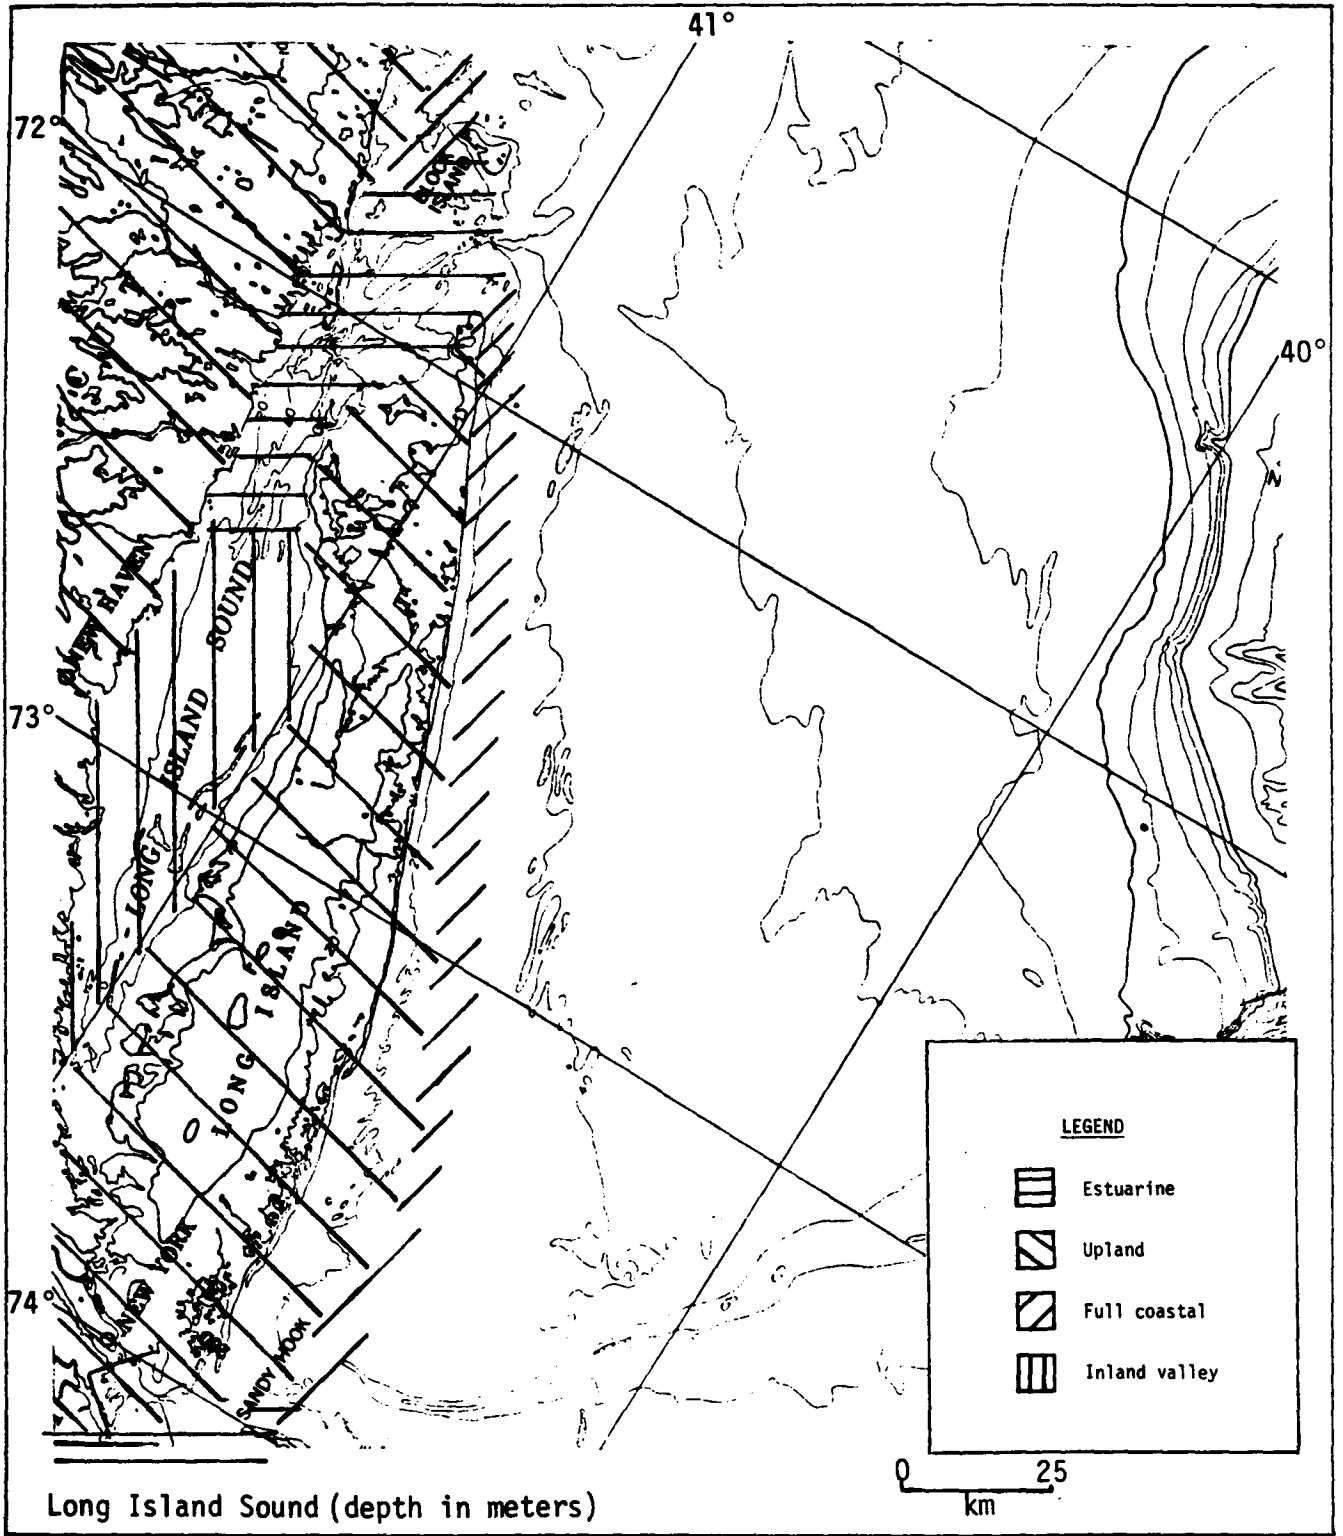 41°
72°
BLOCK
ISLAND
40°
NEW HAVEN
LONG ISLAND SOUND
73°
LONG ISLAND
74°
NEW YORK
SANDY HOOK
LEGEND
Estuarine
Upland
Full coastal
Inland valley
0 25
km
Long Island Sound (depth in meters)